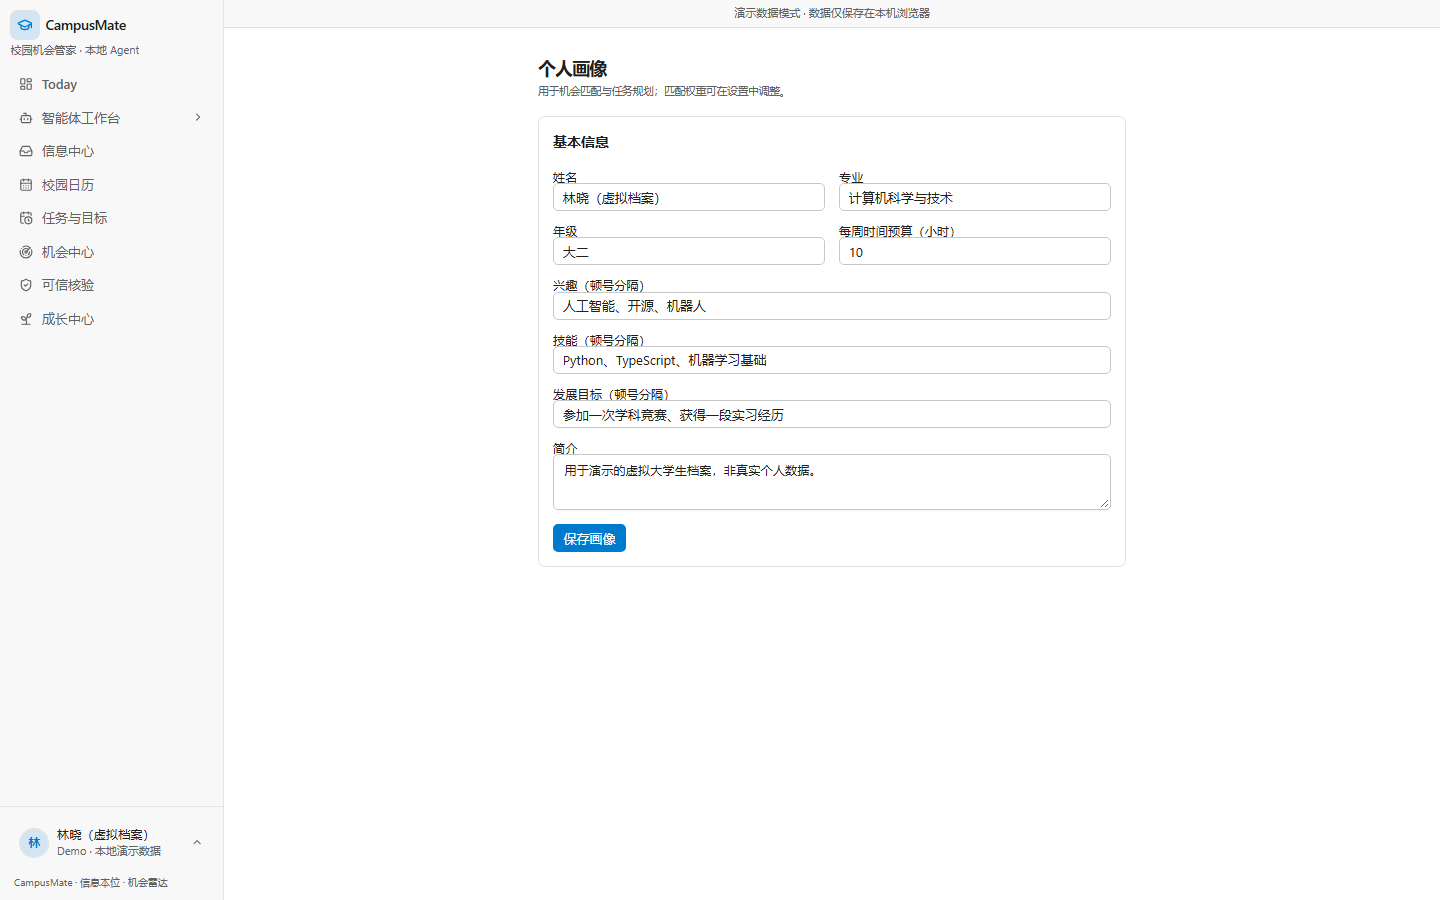 CampusMate
校园机会管家 · 本地 Agent
Today
智能体工作台
信息中心
校园日历
任务与目标
机会中心
可信核验
成长中心
林
林晓（虚拟档案）
Demo · 本地演示数据
CampusMate · 信息本位 · 机会雷达
演示数据模式 · 数据仅保存在本机浏览器
个人画像
用于机会匹配与任务规划；匹配权重可在设置中调整。
基本信息
姓名
林晓（虚拟档案）
专业
计算机科学与技术
年级
大二
每周时间预算（小时）
10
兴趣（顿号分隔）
人工智能、开源、机器人
技能（顿号分隔）
Python、TypeScript、机器学习基础
发展目标（顿号分隔）
参加一次学科竞赛、获得一段实习经历
简介
用于演示的虚拟大学生档案，非真实个人数据。
保存画像